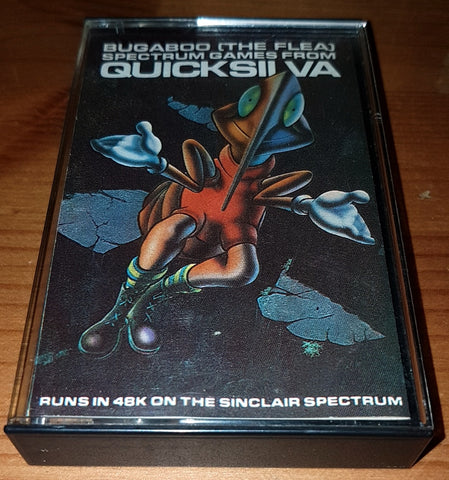 BUGABOO (THE FLEA)
SPECTRUM GAMES FROM
QUICKSILVA
RUNS IN 48K ON THE SINCLAIR SPECTRUM